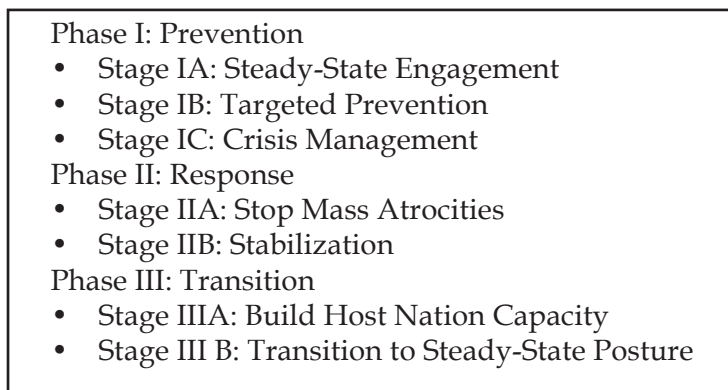 Phase I: Prevention
• Stage IA: Steady-State Engagement
• Stage IB: Targeted Prevention
• Stage IC: Crisis Management
Phase II: Response
• Stage IIA: Stop Mass Atrocities
• Stage IIB: Stabilization
Phase III: Transition
• Stage IIIA: Build Host Nation Capacity
• Stage III B: Transition to Steady-State Posture